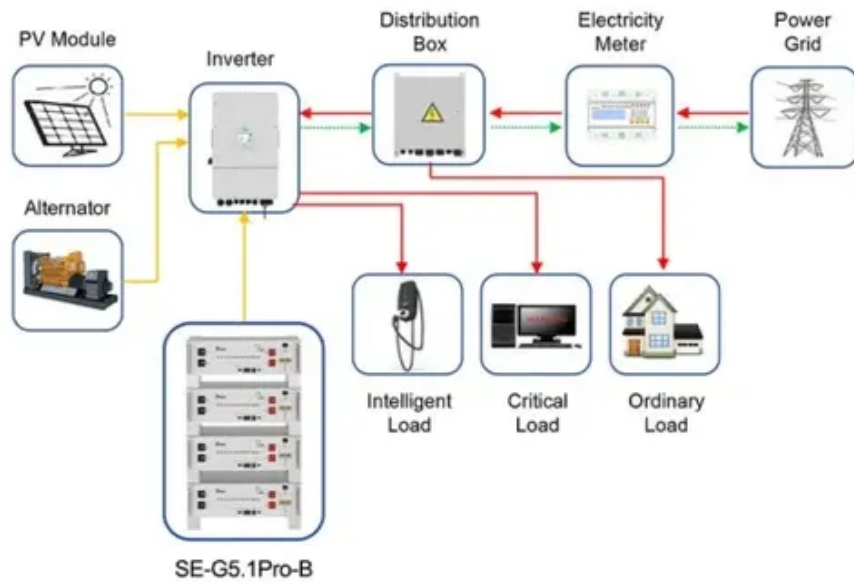 PV Module
Inverter
Distribution
Box
Electricity
Meter
Power
Grid
Alternator
Intelligent
Load
Critical
Load
Ordinary
Load
SE-G5.1Pro-B